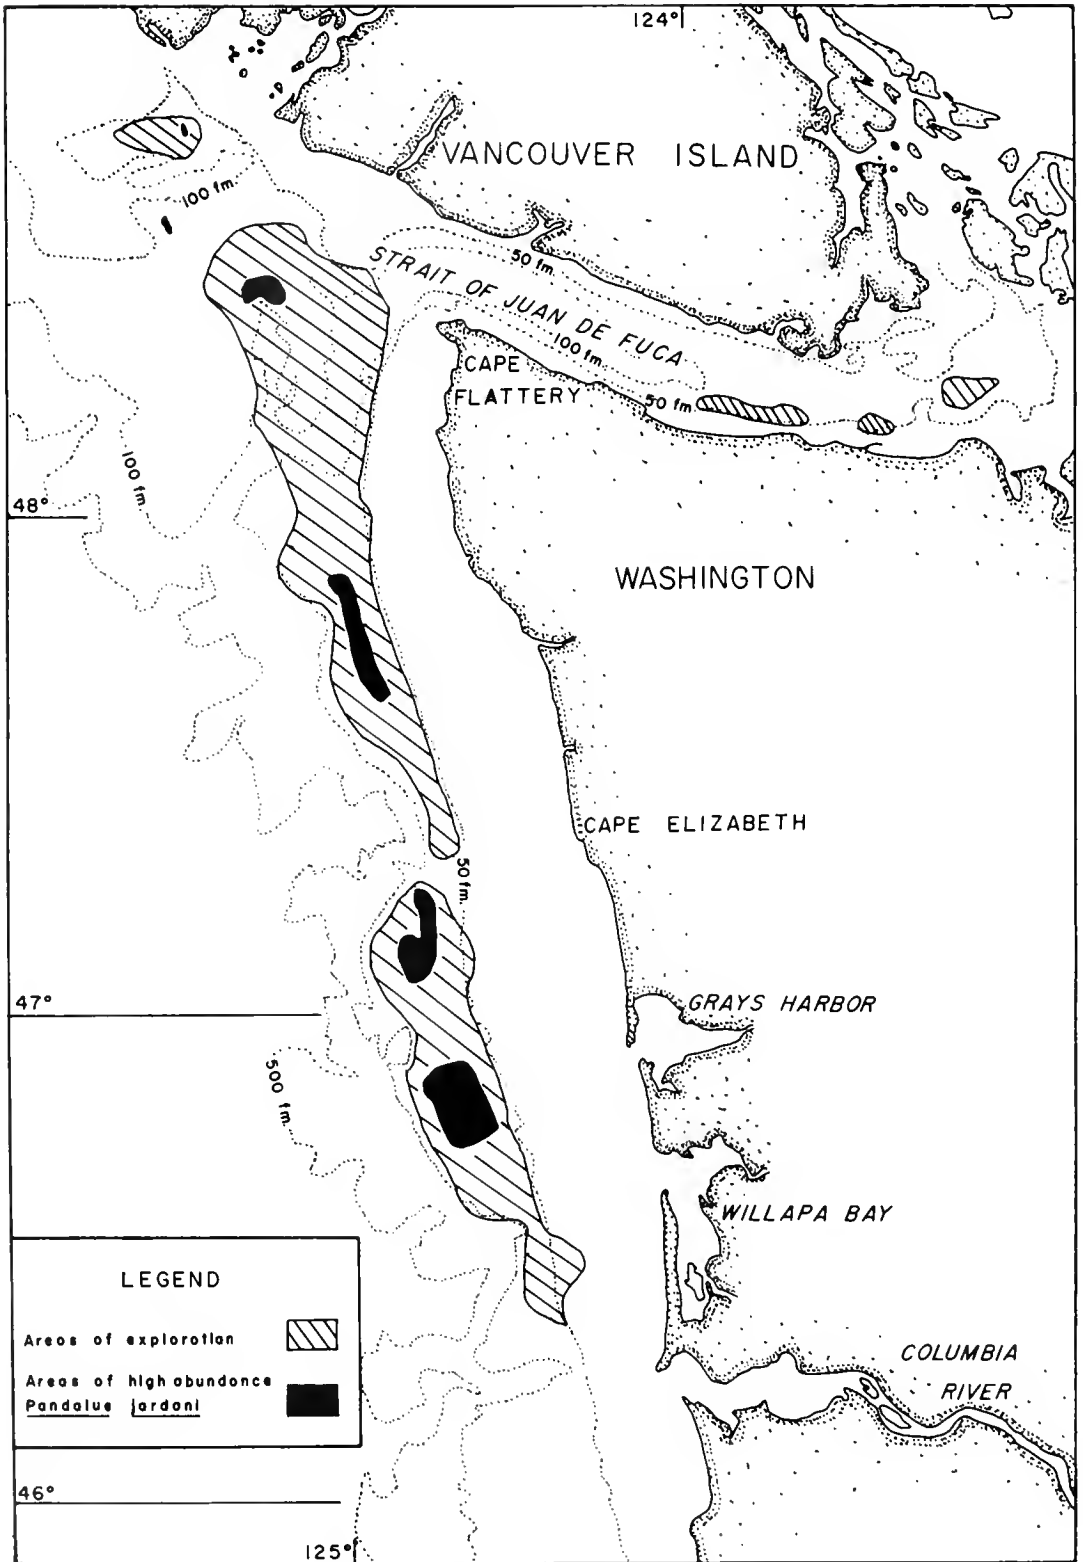 124°
VANCOUVER ISLAND
100 fm.
50 fm.
STRAIT OF JUAN DE FUCA
100 fm.
CAPE
FLATTERY
50 fm.
100 fm.
48°
WASHINGTON
CAPE ELIZABETH
50 fm.
47°
GRAYS HARBOR
500 fm.
WILLAPA BAY
LEGEND
Areas of exploration
Areas of high abundance
Pandalus jordani
COLUMBIA
RIVER
46°
125°